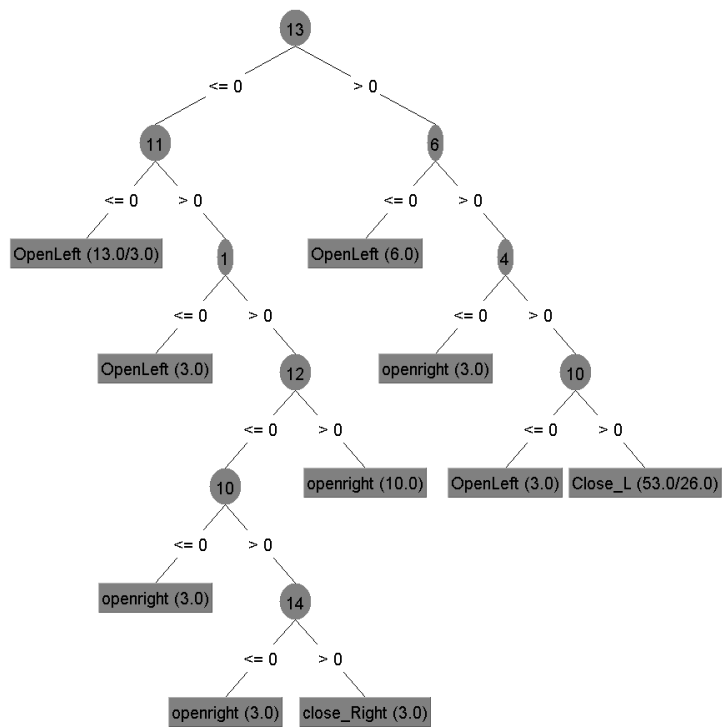 13
<= 0 > 0
11 6
<= 0 > 0 <= 0 > 0
OpenLeft (13.0/3.0) 1 OpenLeft (6.0) 4
<= 0 > 0 <= 0 > 0
OpenLeft (3.0) 12 openright (3.0) 10
<= 0 > 0 <= 0 > 0
10 openright (10.0) OpenLeft (3.0) Close_L (53.0/26.0)
<= 0 > 0
openright (3.0) 14
<= 0 > 0
openright (3.0) close_Right (3.0)